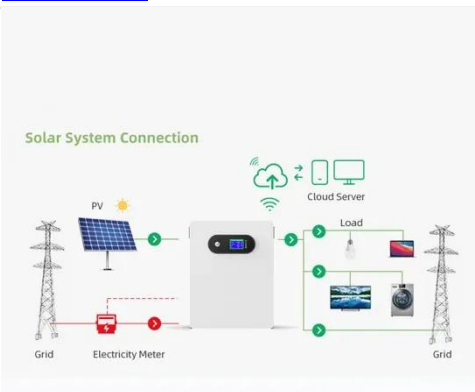 Solar System Connection
Cloud Server
PV
Load
Grid
Electricity Meter
Grid